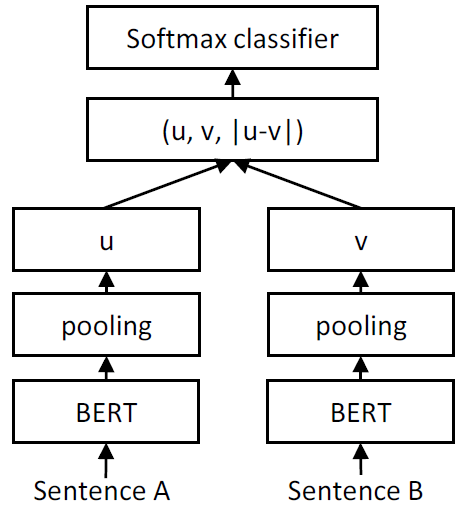 Softmax classifier
(u, v, |u-v|)
u
v
pooling
pooling
BERT
BERT
Sentence A
Sentence B